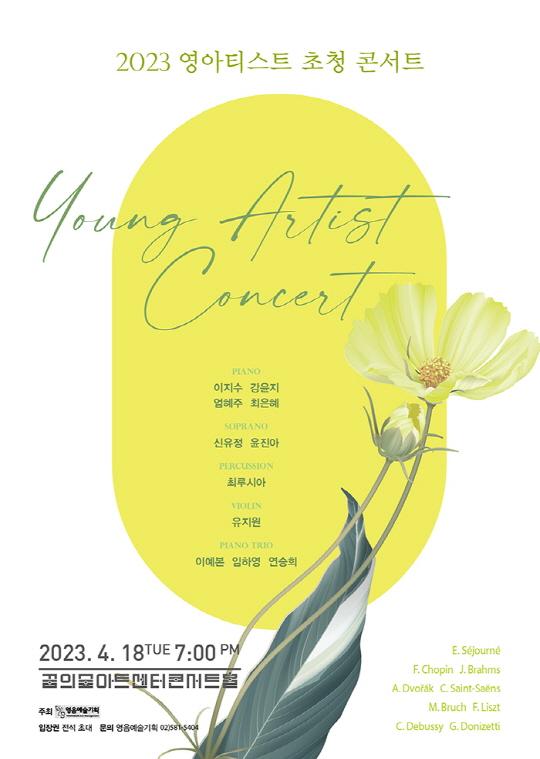 2023 영아티스트 초청 콘서트
Young Artist
Concert
PIANO
이지수 김윤지
엄혜주 최은혜
SOPRANO
신유정 윤진아
PERCUSSION
최루시아
VIOLIN
유지원
PIANO TRIO
이예본 임하영 연승희
2023. 4. 18 TUE 7:00 PM
꿈의숲아트센터콘서트홀
주최 영음예술기획
입장권 전석 초대 문의 영음예술기획 02)581-5404
E. Séjourné
F. Chopin J. Brahms
A. Dvořák C. Saint-Saëns
M. Bruch F. Liszt
C. Debussy G. Donizetti